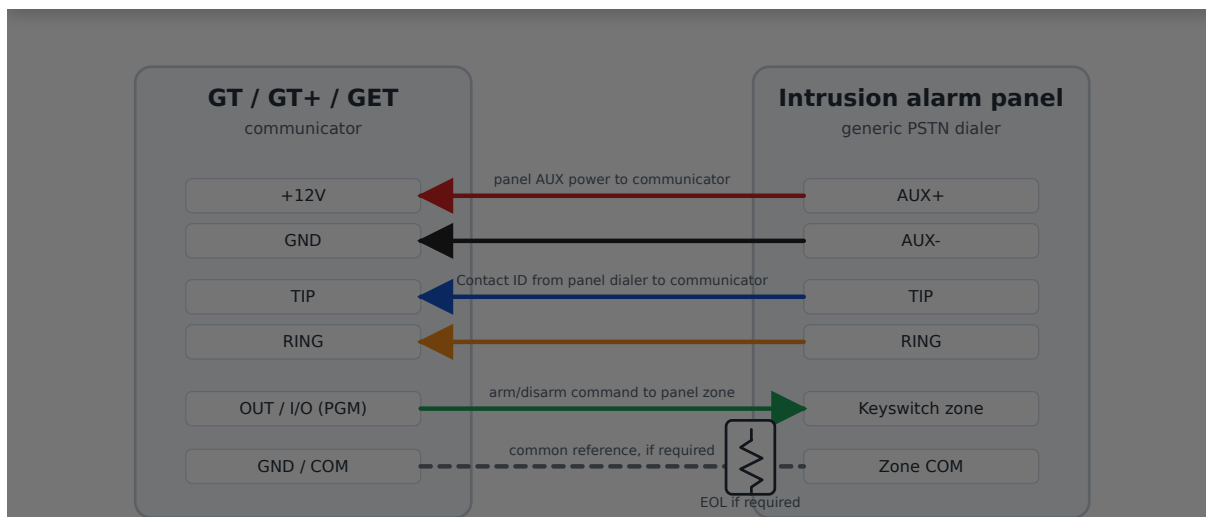 GT / GT+ / GET
communicator
Intrusion alarm panel
generic PSTN dialer
+12V
panel AUX power to communicator
AUX+
GND
AUX-
Contact ID from panel dialer to communicator
TIP
TIP
RING
RING
arm/disarm command to panel zone
OUT / I/O (PGM)
Keyswitch zone
common reference, if required
GND / COM
Zone COM
EOL if required